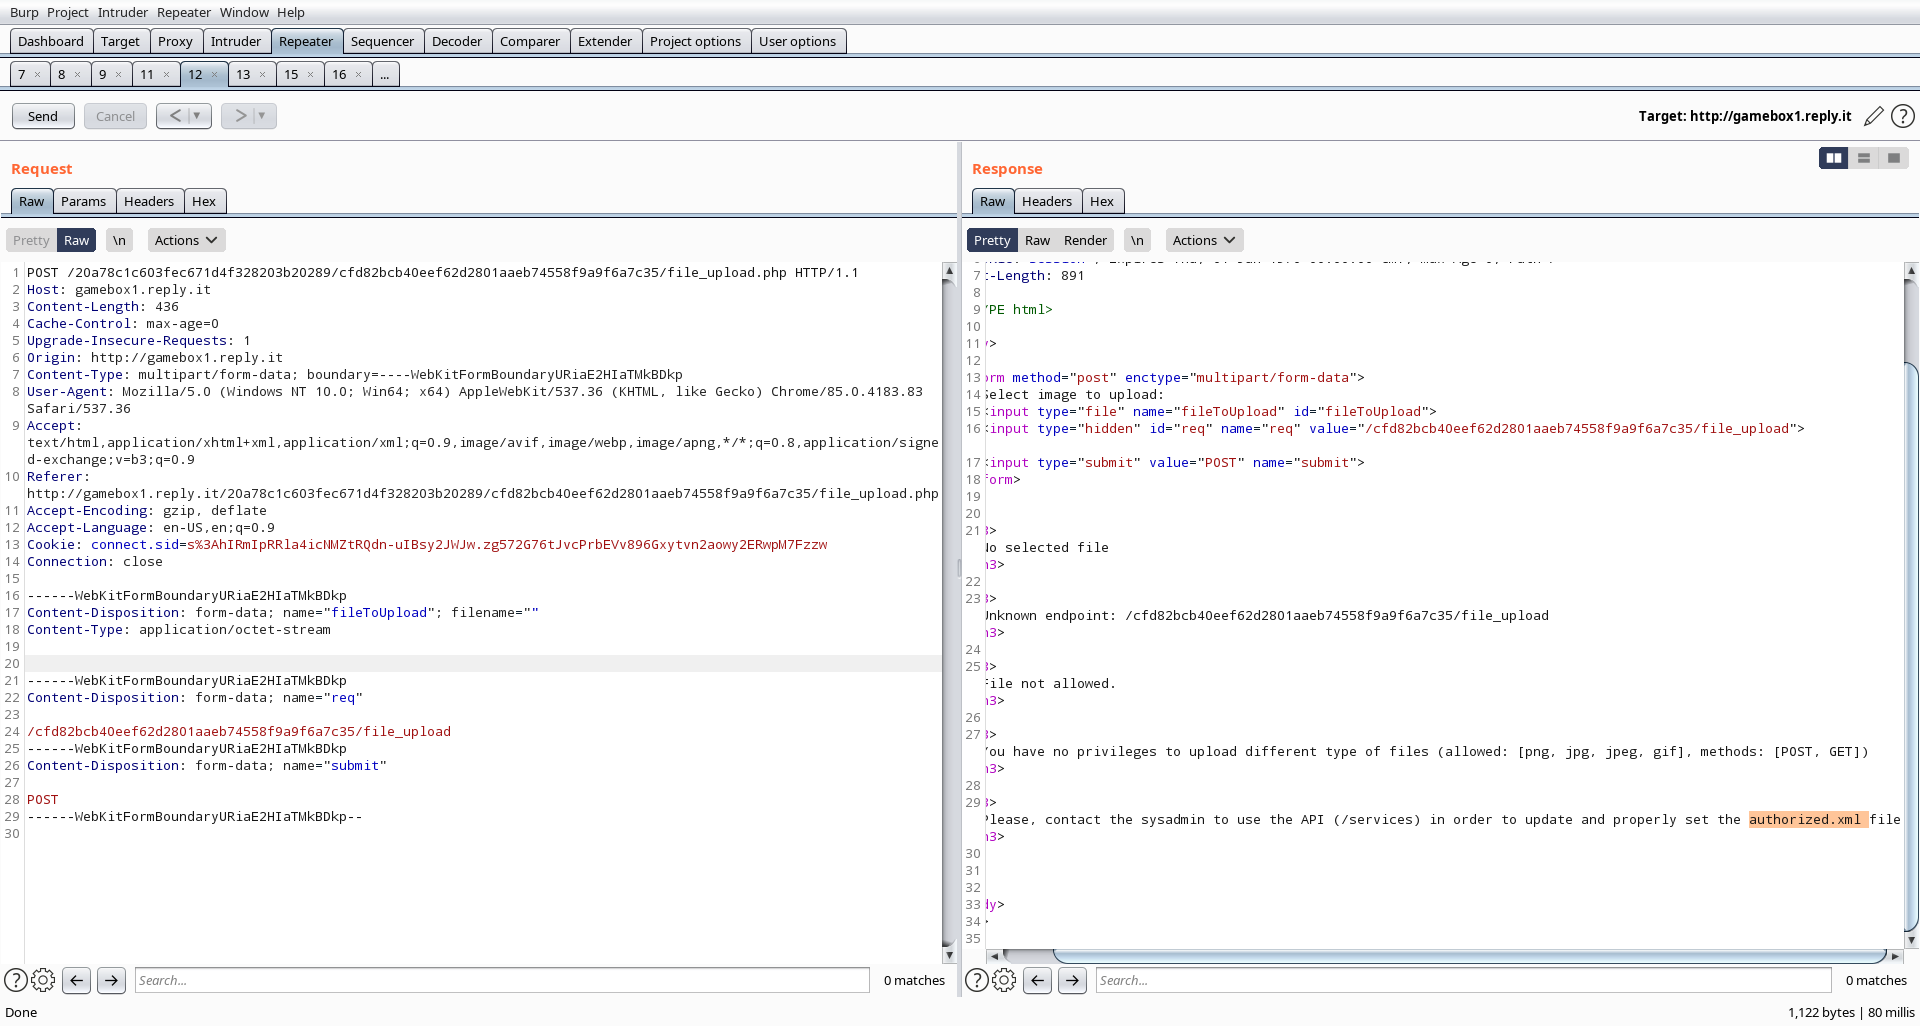 Burp Project Intruder Repeater Window Help
Dashboard Target Proxy Intruder Repeater Sequencer Decoder Comparer Extender Project options User options
7 × 8 × 9 × 11 × 12 × 13 × 15 × 16 × ...
Send Cancel < ▼ > ▼ Target: http://gamebox1.reply.it ?
Request
Raw Params Headers Hex
Pretty Raw \n Actions
1 POST /20a78c1c603fec671d4f328203b20289/cfd82bcb40eef62d2801aaeb74558f9a9f6a7c35/file_upload.php HTTP/1.1
2 Host: gamebox1.reply.it
3 Content-Length: 436
4 Cache-Control: max-age=0
5 Upgrade-Insecure-Requests: 1
6 Origin: http://gamebox1.reply.it
7 Content-Type: multipart/form-data; boundary=----WebKitFormBoundaryURiaE2HIaTMkBDkp
8 User-Agent: Mozilla/5.0 (Windows NT 10.0; Win64; x64) AppleWebKit/537.36 (KHTML, like Gecko) Chrome/85.0.4183.83
Safari/537.36
9 Accept:
text/html,application/xhtml+xml,application/xml;q=0.9,image/avif,image/webp,image/apng,*/*;q=0.8,application/signe
d-exchange;v=b3;q=0.9
10 Referer:
http://gamebox1.reply.it/20a78c1c603fec671d4f328203b20289/cfd82bcb40eef62d2801aaeb74558f9a9f6a7c35/file_upload.php
11 Accept-Encoding: gzip, deflate
12 Accept-Language: en-US,en;q=0.9
13 Cookie: connect.sid=s%3AhIRmIpRRla4icNMZtRQdn-uIBsy2JWJw.zg572G76tJvcPrbEVv896Gxytvn2aowy2ERwpM7Fzzw
14 Connection: close
15
16 ------WebKitFormBoundaryURiaE2HIaTMkBDkp
17 Content-Disposition: form-data; name="fileToUpload"; filename=""
18 Content-Type: application/octet-stream
19
20
21 ------WebKitFormBoundaryURiaE2HIaTMkBDkp
22 Content-Disposition: form-data; name="req"
23
24 /cfd82bcb40eef62d2801aaeb74558f9a9f6a7c35/file_upload
25 ------WebKitFormBoundaryURiaE2HIaTMkBDkp
26 Content-Disposition: form-data; name="submit"
27
28 POST
29 ------WebKitFormBoundaryURiaE2HIaTMkBDkp--
30
? Search... 0 matches
Response
Raw Headers Hex
Pretty Raw Render \n Actions
7 t-Length: 891
8
9 YPE html>
10
11 y>
12
13 orm method="post" enctype="multipart/form-data">
14 Select image to upload:
15 <input type="file" name="fileToUpload" id="fileToUpload">
16 <input type="hidden" id="req" name="req" value="/cfd82bcb40eef62d2801aaeb74558f9a9f6a7c35/file_upload">
17 <input type="submit" value="POST" name="submit">
18 form>
19
20
21 3>
No selected file
h3>
22
23 3>
Unknown endpoint: /cfd82bcb40eef62d2801aaeb74558f9a9f6a7c35/file_upload
h3>
24
25 3>
File not allowed.
h3>
26
27 3>
You have no privileges to upload different type of files (allowed: [png, jpg, jpeg, gif], methods: [POST, GET])
h3>
28
29 3>
Please, contact the sysadmin to use the API (/services) in order to update and properly set the authorized.xml file
h3>
30
31
32
33 dy>
34 >
35
? Search... 0 matches
Done 1,122 bytes | 80 millis